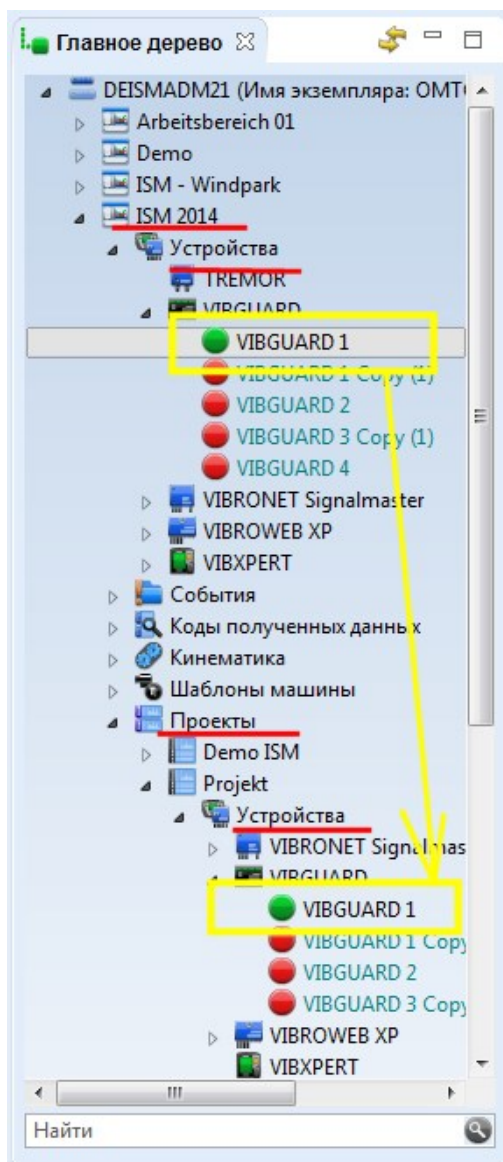 Главное дерево
DEISMADM21 (Имя экземпляра: OMT
Arbeitsbereich 01
Demo
ISM - Windpark
ISM 2014
Устройства
TREMOR
VIBGUARD
VIBGUARD 1
VIBGUARD 1 Copy (1)
VIBGUARD 2
VIBGUARD 3 Copy (1)
VIBGUARD 4
VIBRONET Signalmaster
VIBROWEB XP
VIBXPERT
События
Коды полученных данных
Кинематика
Шаблоны машины
Проекты
Demo ISM
Projekt
Устройства
VIBRONET Signalmas
VIBGUARD
VIBGUARD 1
VIBGUARD 1 Copy
VIBGUARD 2
VIBGUARD 3 Copy
VIBROWEB XP
VIBXPERT
Найти